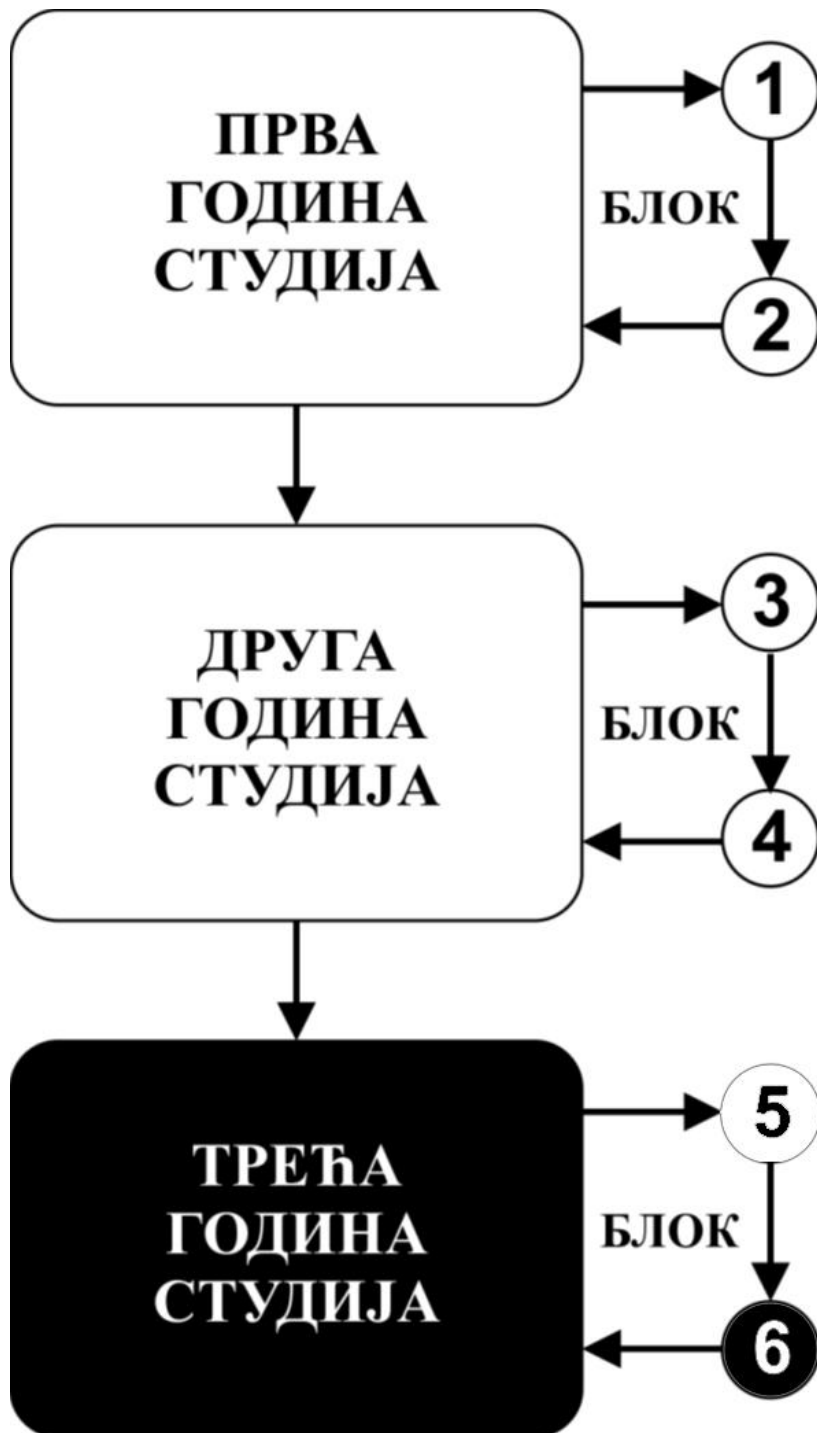 ПРВА
ГОДИНА
СТУДИЈА
1
БЛОК
2
ДРУГА
ГОДИНА
СТУДИЈА
3
БЛОК
4
ТРЕЋА
ГОДИНА
СТУДИЈА
5
БЛОК
6